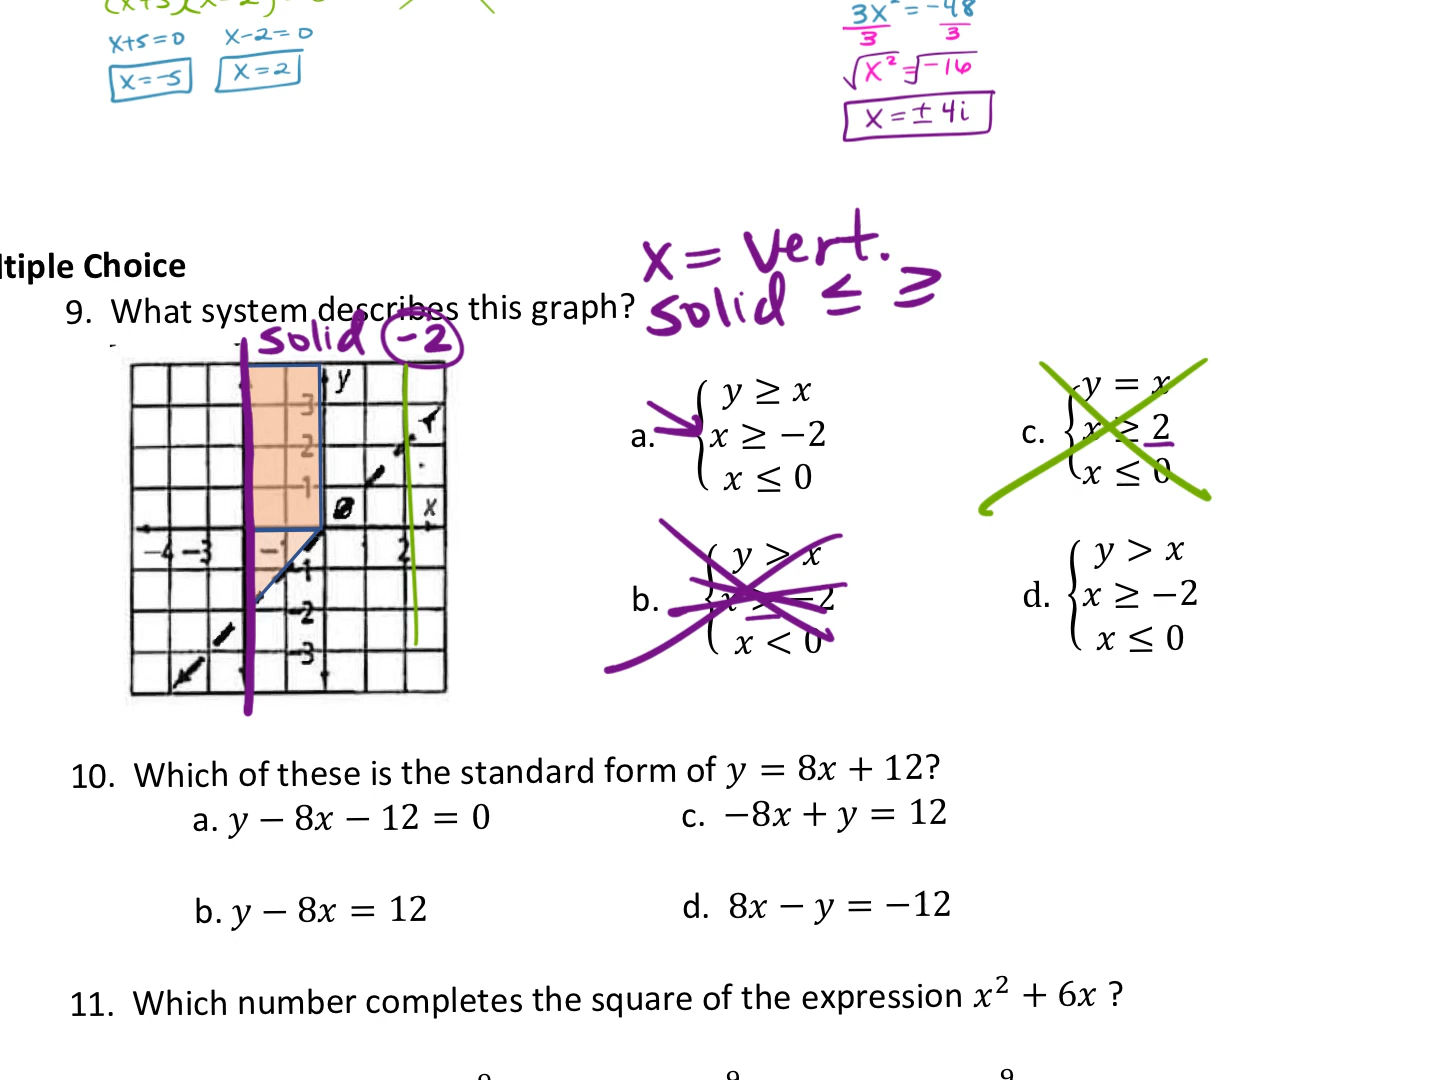 3x² = -48
x+5=0 x-2=0
3 3
x=-5 x=2
√x² = √-16
x = ± 4i
x = vert.
ltiple Choice
solid ≤ ≥
9. What system describes this graph?
solid -2
y
3
2
1
x
-4 -3 -1 2
-1
-2
-3
a. { y ≥ x
x ≥ −2
x ≤ 0
c. { y = x
x ≥ 2
x ≤ 0
b. { y > x
−2
x < 0
d. { y > x
x ≥ −2
x ≤ 0
10. Which of these is the standard form of y = 8x + 12?
a. y − 8x − 12 = 0 c. −8x + y = 12
b. y − 8x = 12 d. 8x − y = −12
11. Which number completes the square of the expression x² + 6x ?